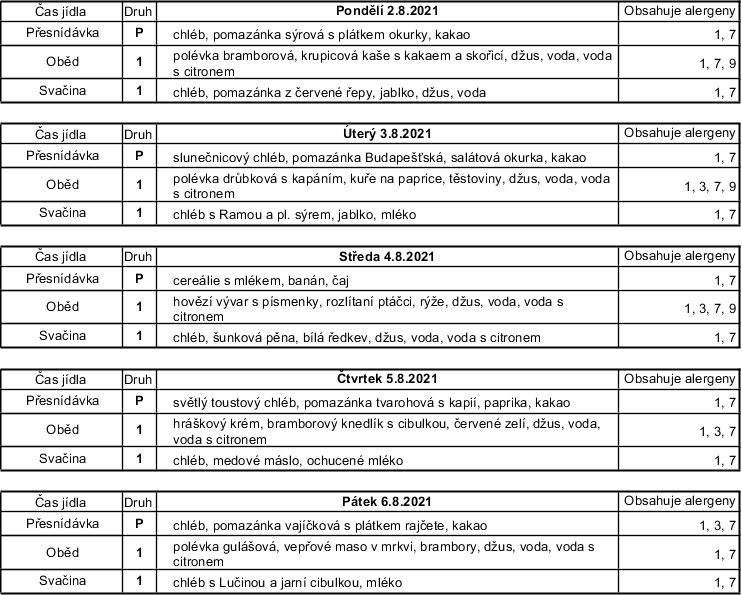 Čas jídla Druh Pondělí 2.8.2021 Obsahuje alergeny
Přesnídávka P chléb, pomazánka sýrová s plátkem okurky, kakao 1, 7
Oběd 1 polévka bramborová, krupicová kaše s kakaem a skořicí, džus, voda, voda
s citronem 1, 7, 9
Svačina 1 chléb, pomazánka z červené řepy, jablko, džus, voda 1, 7
Čas jídla Druh Úterý 3.8.2021 Obsahuje alergeny
Přesnídávka P slunečnicový chléb, pomazánka Budapešťská, salátová okurka, kakao 1, 7
Oběd 1 polévka drůbková s kapáním, kuře na paprice, těstoviny, džus, voda, voda
s citronem 1, 3, 7, 9
Svačina 1 chléb s Ramou a pl. sýrem, jablko, mléko 1, 7
Čas jídla Druh Středa 4.8.2021 Obsahuje alergeny
Přesnídávka P cereálie s mlékem, banán, čaj 1, 7
Oběd 1 hovězí vývar s písmenky, rozlítaní ptáčci, rýže, džus, voda, voda s
citronem 1, 3, 7, 9
Svačina 1 chléb, šunková pěna, bílá ředkev, džus, voda, voda s citronem 1, 7
Čas jídla Druh Čtvrtek 5.8.2021 Obsahuje alergeny
Přesnídávka P světlý toustový chléb, pomazánka tvarohová s kapií, paprika, kakao 1, 7
Oběd 1 hráškový krém, bramborový knedlík s cibulkou, červené zelí, džus, voda,
voda s citronem 1, 3, 7
Svačina 1 chléb, medové máslo, ochucené mléko 1, 7
Čas jídla Druh Pátek 6.8.2021 Obsahuje alergeny
Přesnídávka P chléb, pomazánka vajíčková s plátkem rajčete, kakao 1, 3, 7
Oběd 1 polévka gulášová, vepřové maso v mrkvi, brambory, džus, voda, voda s
citronem 1, 7
Svačina 1 chléb s Lučinou a jarní cibulkou, mléko 1, 7